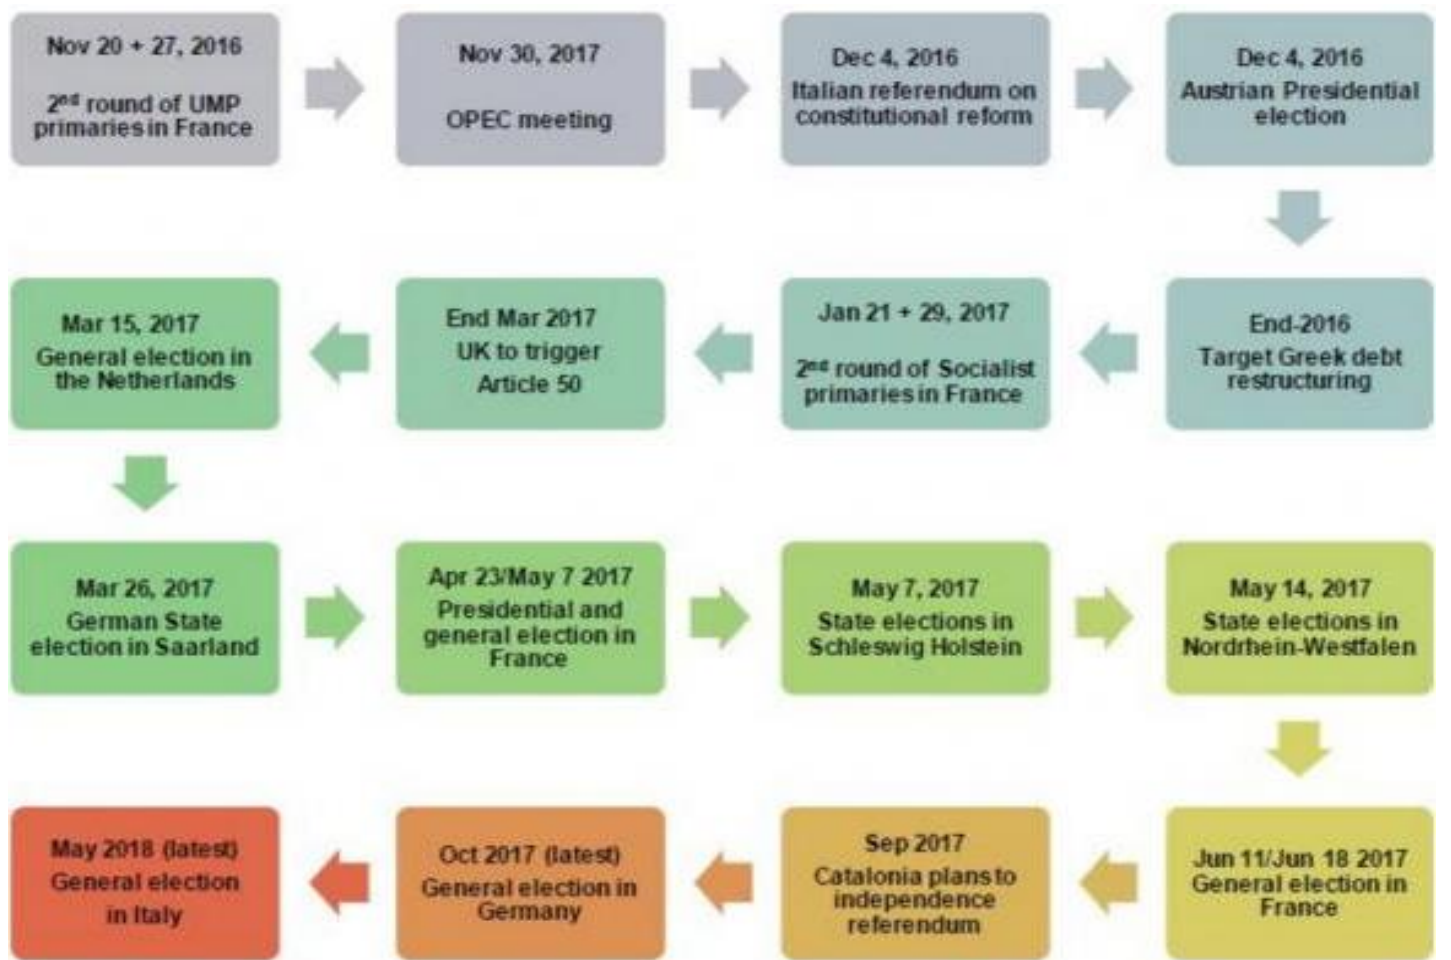 Nov 20 + 27, 2016
2nd round of UMP
primaries in France
Nov 30, 2017
OPEC meeting
Dec 4, 2016
Italian referendum on
constitutional reform
Dec 4, 2016
Austrian Presidential
election
End-2016
Target Greek debt
restructuring
Jan 21 + 29, 2017
2nd round of Socialist
primaries in France
End Mar 2017
UK to trigger
Article 50
Mar 15, 2017
General election in
the Netherlands
Mar 26, 2017
German State
election in Saarland
Apr 23/May 7 2017
Presidential and
general election in
France
May 7, 2017
State elections in
Schleswig Holstein
May 14, 2017
State elections in
Nordrhein-Westfalen
Jun 11/Jun 18 2017
General election in
France
Sep 2017
Catalonia plans to
independence
referendum
Oct 2017 (latest)
General election in
Germany
May 2018 (latest)
General election
in Italy